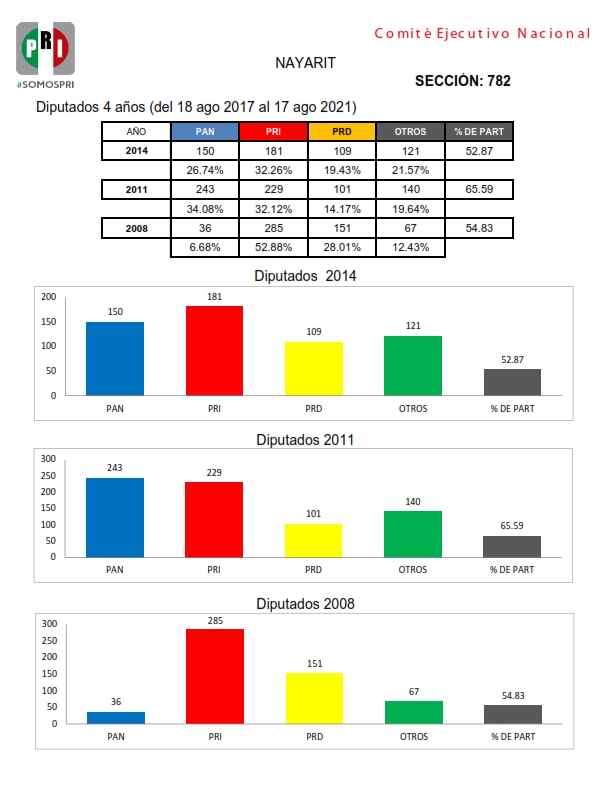 Comité Ejecutivo Nacional
PRI
#SOMOSPRI
NAYARIT
SECCIÓN: 782
Diputados 4 años (del 18 ago 2017 al 17 ago 2021)
AÑO PAN PRI PRD OTROS % DE PART
2014 150 181 109 121 52.87
26.74% 32.26% 19.43% 21.57%
2011 243 229 101 140 65.59
34.08% 32.12% 14.17% 19.64%
2008 36 285 151 67 54.83
6.68% 52.88% 28.01% 12.43%
Diputados 2014
200
150
100
50
0
150
181
109
121
52.87
PAN PRI PRD OTROS % DE PART
Diputados 2011
300
250
200
150
100
50
0
243
229
101
140
65.59
PAN PRI PRD OTROS % DE PART
Diputados 2008
300
250
200
150
100
50
0
36
285
151
67
54.83
PAN PRI PRD OTROS % DE PART